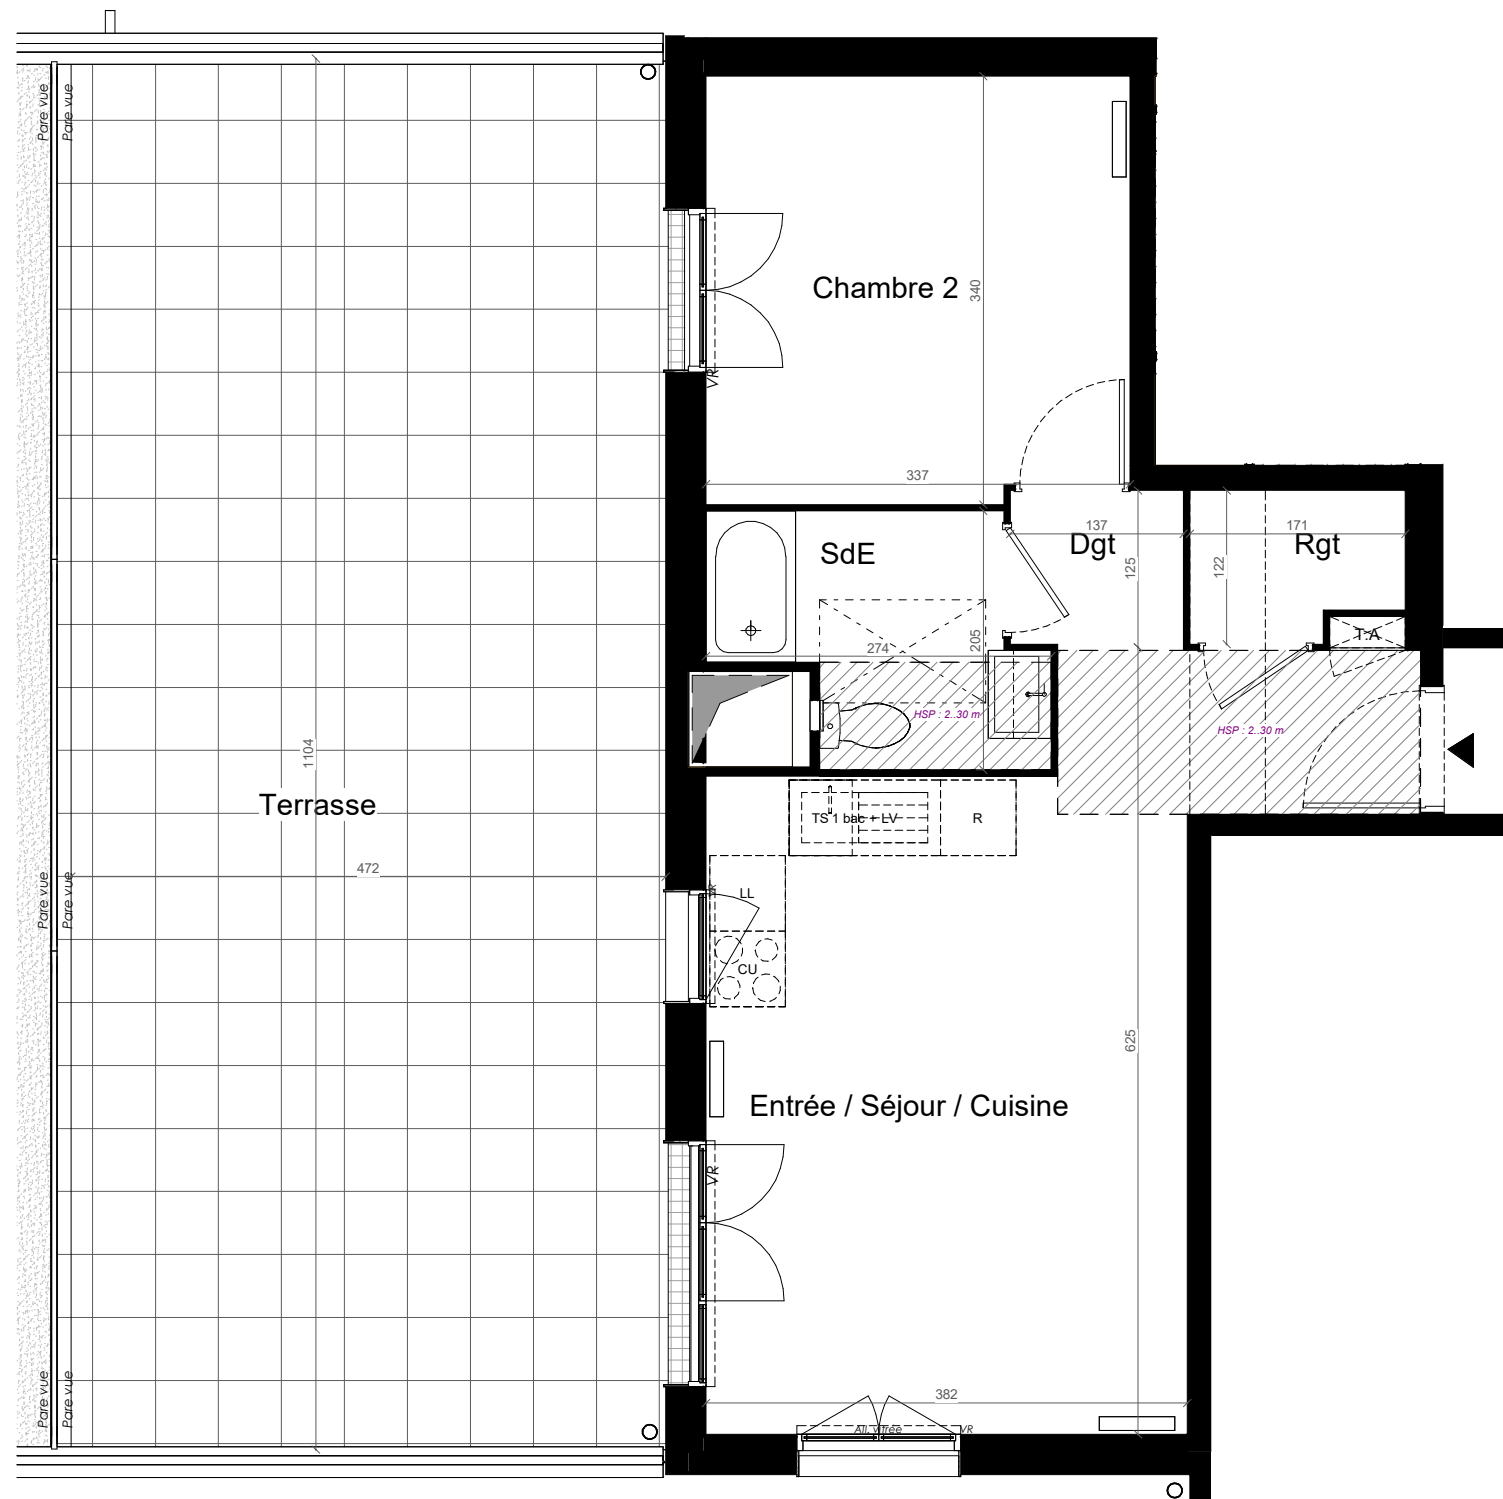 Pare vue
Pare vue
Chambre 2
340
VR
337
SdE
137
Dgt
125
171
Rgt
122
T.A
274
205
HSP : 2..30 m
HSP : 2..30 m
1104
Terrasse
472
TS 1 bac + LV
R
Pare vue
Pare vue
VR
LL
CU
625
Entrée / Séjour / Cuisine
VR
382
Pare vue
Pare vue
All. vitrée
VR